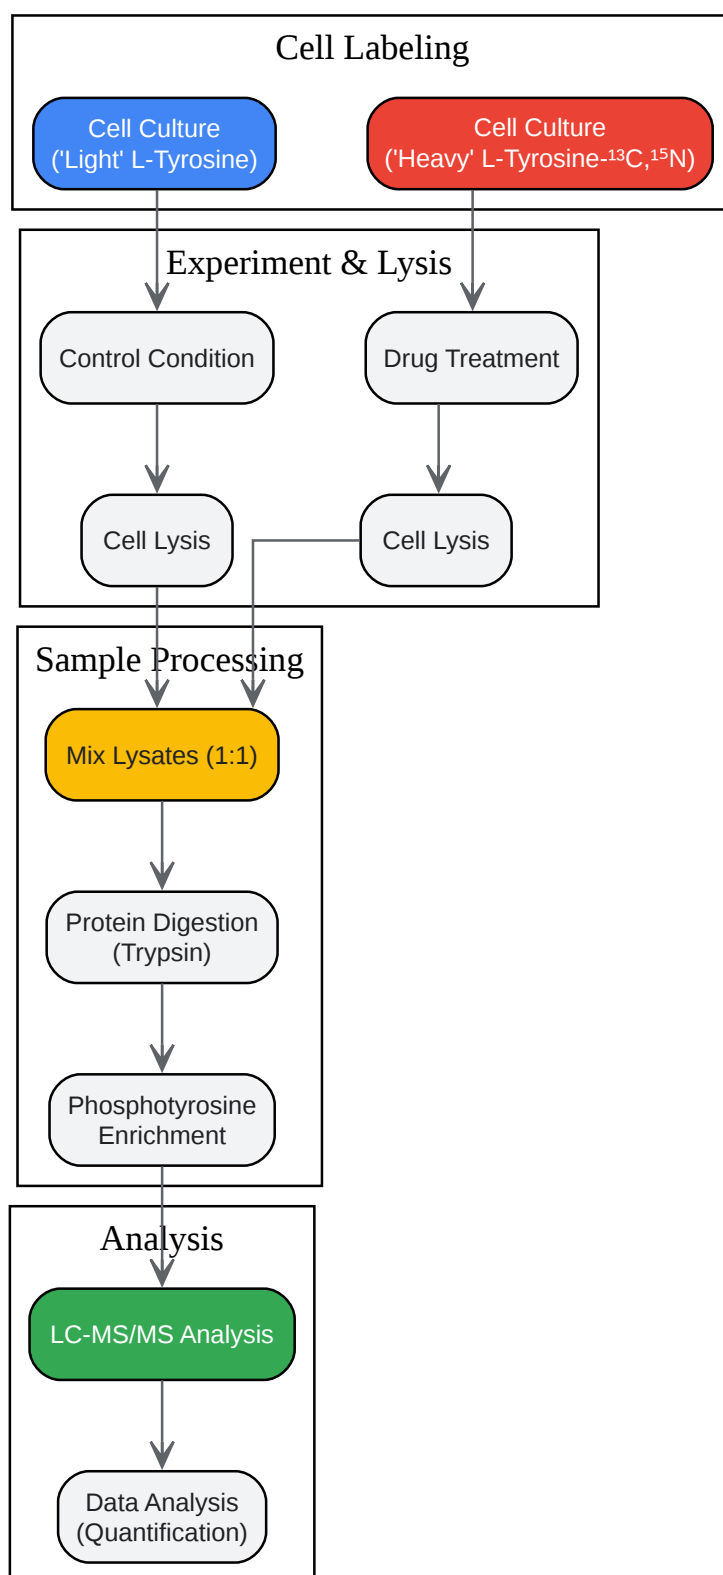 Cell Labeling
Cell Culture
('Light' L-Tyrosine)
Cell Culture
('Heavy' L-Tyrosine-¹³C,¹⁵N)
Experiment & Lysis
Control Condition
Drug Treatment
Cell Lysis
Cell Lysis
Sample Processing
Mix Lysates (1:1)
Protein Digestion
(Trypsin)
Phosphotyrosine
Enrichment
Analysis
LC-MS/MS Analysis
Data Analysis
(Quantification)